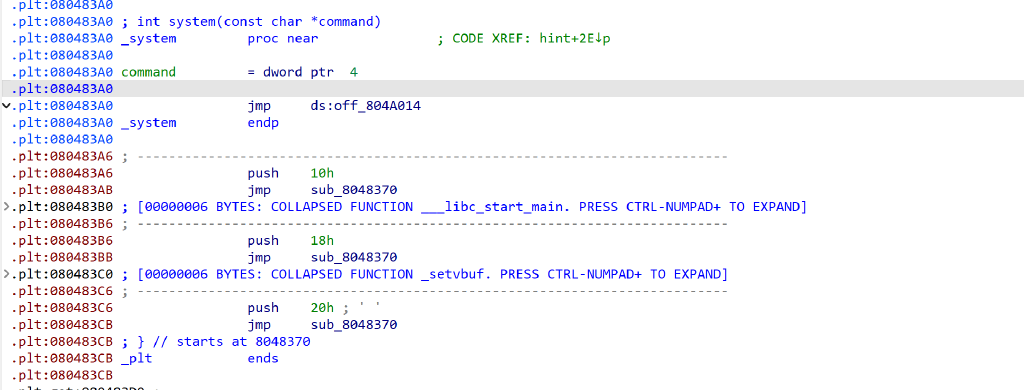 .plt:080483A0
.plt:080483A0 ; int system(const char *command)
.plt:080483A0 _system proc near ; CODE XREF: hint+2E↓p
.plt:080483A0
.plt:080483A0 command = dword ptr 4
.plt:080483A0
.plt:080483A0 jmp ds:off_804A014
.plt:080483A0 _system endp
.plt:080483A0
.plt:080483A6 ; ---------------------------------------------------------------------------
.plt:080483A6 push 10h
.plt:080483AB jmp sub_8048370
.plt:080483B0 ; [00000006 BYTES: COLLAPSED FUNCTION ___libc_start_main. PRESS CTRL-NUMPAD+ TO EXPAND]
.plt:080483B6 ; ---------------------------------------------------------------------------
.plt:080483B6 push 18h
.plt:080483BB jmp sub_8048370
.plt:080483C0 ; [00000006 BYTES: COLLAPSED FUNCTION _setvbuf. PRESS CTRL-NUMPAD+ TO EXPAND]
.plt:080483C6 ; ---------------------------------------------------------------------------
.plt:080483C6 push 20h ; ' '
.plt:080483CB jmp sub_8048370
.plt:080483CB ; } // starts at 8048370
.plt:080483CB _plt ends
.plt:080483CB